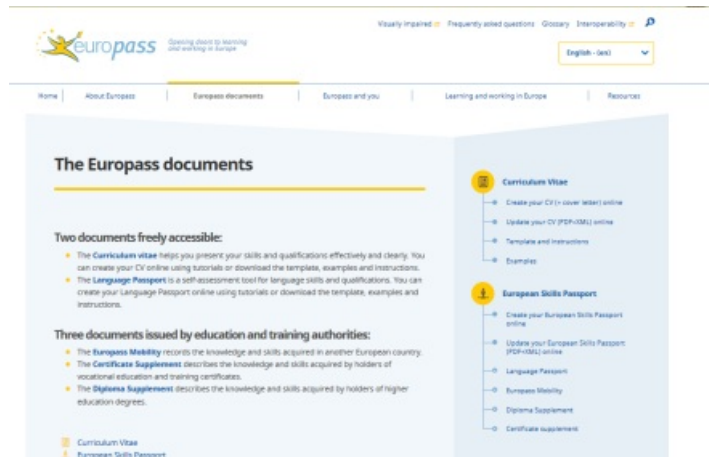 Visually impaired Frequently asked questions Glossary Interoperability
europass Opening doors to learning
and working in Europe
English - (en)
Home About Europass Europass documents Europass and you Learning and working in Europe Resources
The Europass documents
Two documents freely accessible:
The Curriculum vitae helps you present your skills and qualifications effectively and clearly. You
can create your CV online using tutorials or download the template, examples and instructions.
The Language Passport is a self-assessment tool for language skills and qualifications. You can
create your Language Passport online using tutorials or download the template, examples and
instructions.
Three documents issued by education and training authorities:
The Europass Mobility records the knowledge and skills acquired in another European country.
The Certificate Supplement describes the knowledge and skills acquired by holders of
vocational education and training certificates.
The Diploma Supplement describes the knowledge and skills acquired by holders of higher
education degrees.
Curriculum Vitae
European Skills Passport
Curriculum Vitae
Create your CV (+ cover letter) online
Update your CV (PDF+XML) online
Template and instructions
Examples
European Skills Passport
Create your European Skills Passport
online
Update your European Skills Passport
(PDF+XML) online
Language Passport
Europass Mobility
Diploma Supplement
Certificate supplement